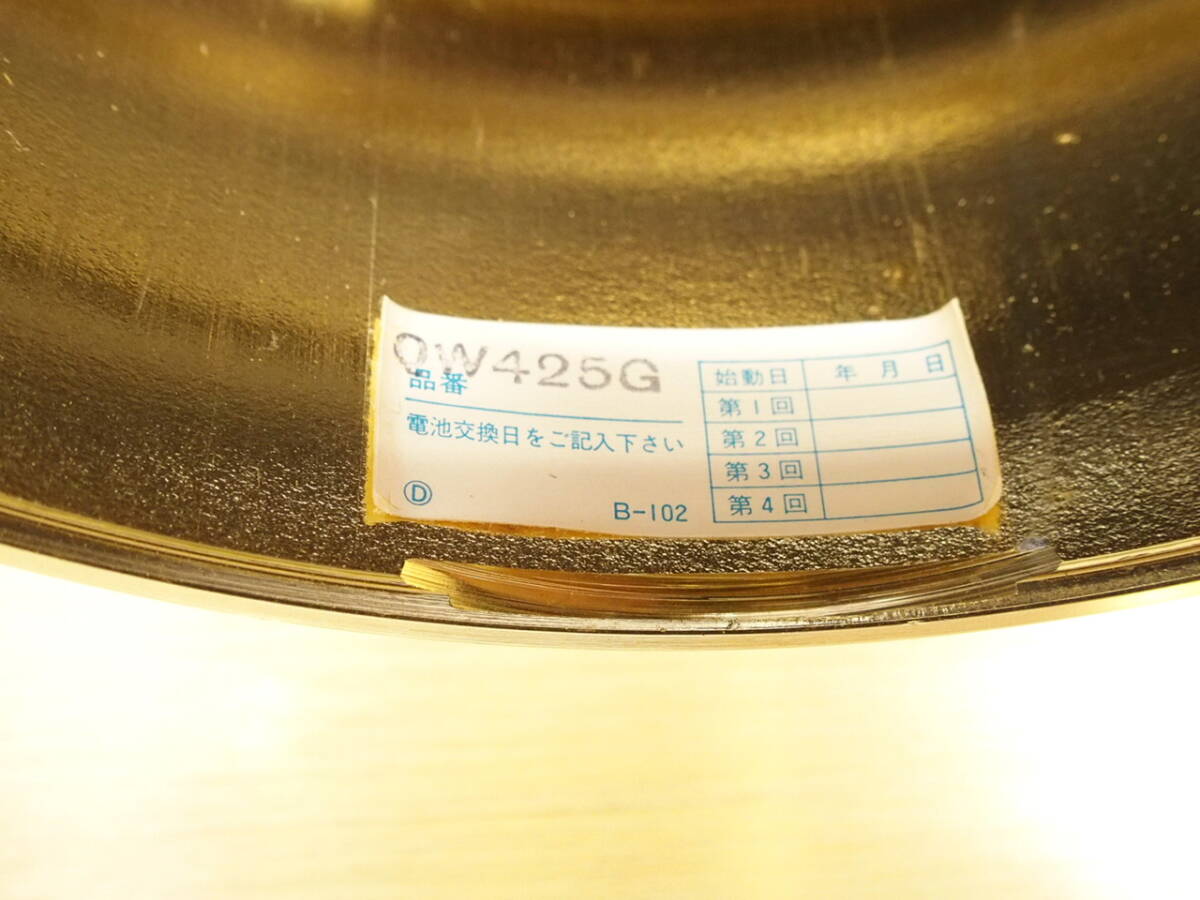 QW425G
品番
電池交換日をご記入下さい
Ⓓ B-102
始動日 年 月 日
第1回
第2回
第3回
第4回